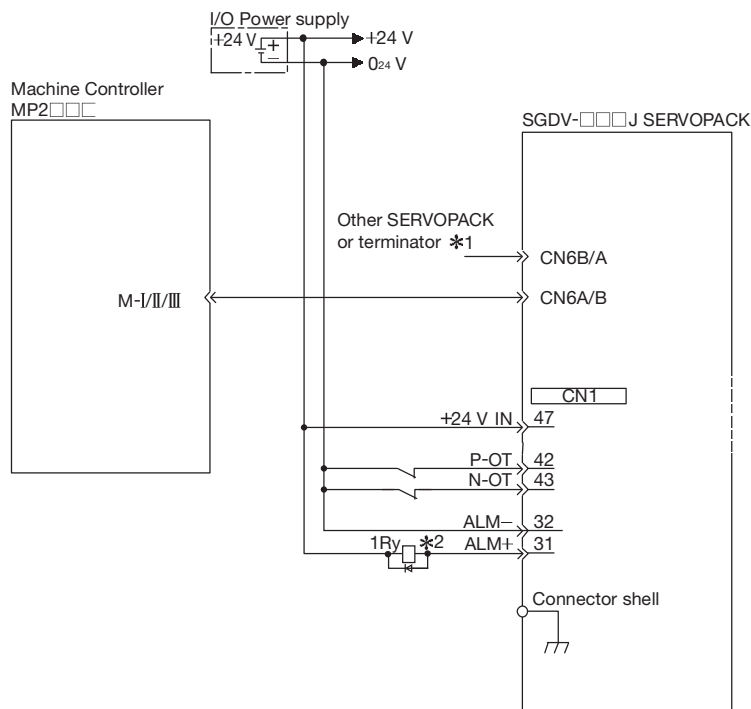 I/O Power supply
+24 V
+
−
+24 V
024 V
Machine Controller
MP2□□□
SGDV-□□□J SERVOPACK
Other SERVOPACK
or terminator ✱1
CN6B/A
M-Ⅰ/Ⅱ/Ⅲ
CN6A/B
CN1
+24 V IN 47
P-OT 42
N-OT 43
ALM− 32
1Ry ✱2 ALM+ 31
Connector shell